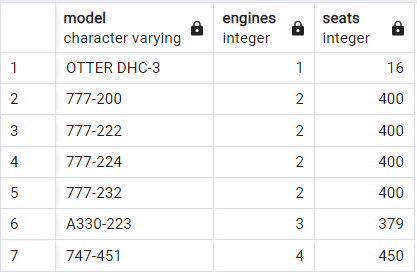 model engines seats
character varying integer integer
1 OTTER DHC-3 1 16
2 777-200 2 400
3 777-222 2 400
4 777-224 2 400
5 777-232 2 400
6 A330-223 3 379
7 747-451 4 450